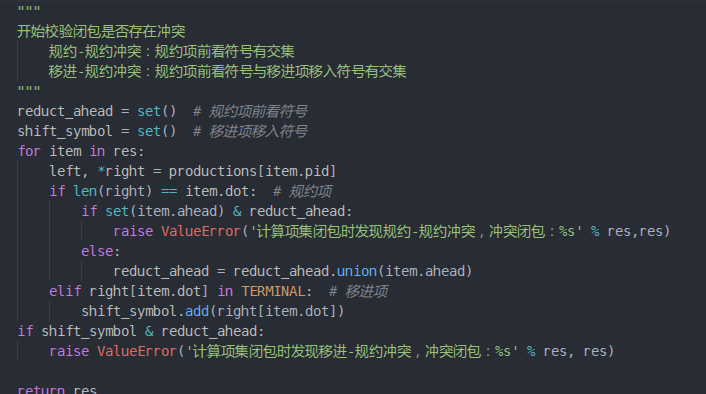 """
开始校验闭包是否存在冲突
    规约-规约冲突：规约项前看符号有交集
    移进-规约冲突：规约项前看符号与移进项移入符号有交集
"""
reduct_ahead = set()  # 规约项前看符号
shift_symbol = set()  # 移进项移入符号
for item in res:
    left, *right = productions[item.pid]
    if len(right) == item.dot:  # 规约项
        if set(item.ahead) & reduct_ahead:
            raise ValueError('计算项集闭包时发现规约-规约冲突，冲突闭包：%s' % res,res)
        else:
            reduct_ahead = reduct_ahead.union(item.ahead)
    elif right[item.dot] in TERMINAL:  # 移进项
        shift_symbol.add(right[item.dot])
if shift_symbol & reduct_ahead:
    raise ValueError('计算项集闭包时发现移进-规约冲突，冲突闭包：%s' % res, res)
return res